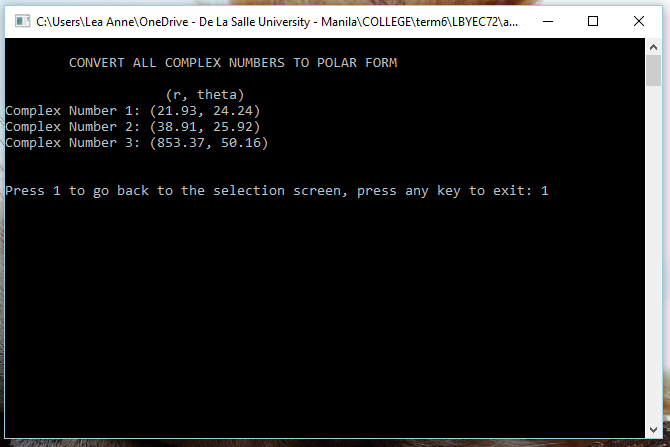 C:\Users\Lea Anne\OneDrive - De La Salle University - Manila\COLLEGE\term6\LBYEC72\a...
CONVERT ALL COMPLEX NUMBERS TO POLAR FORM
(r, theta)
Complex Number 1: (21.93, 24.24)
Complex Number 2: (38.91, 25.92)
Complex Number 3: (853.37, 50.16)
Press 1 to go back to the selection screen, press any key to exit: 1